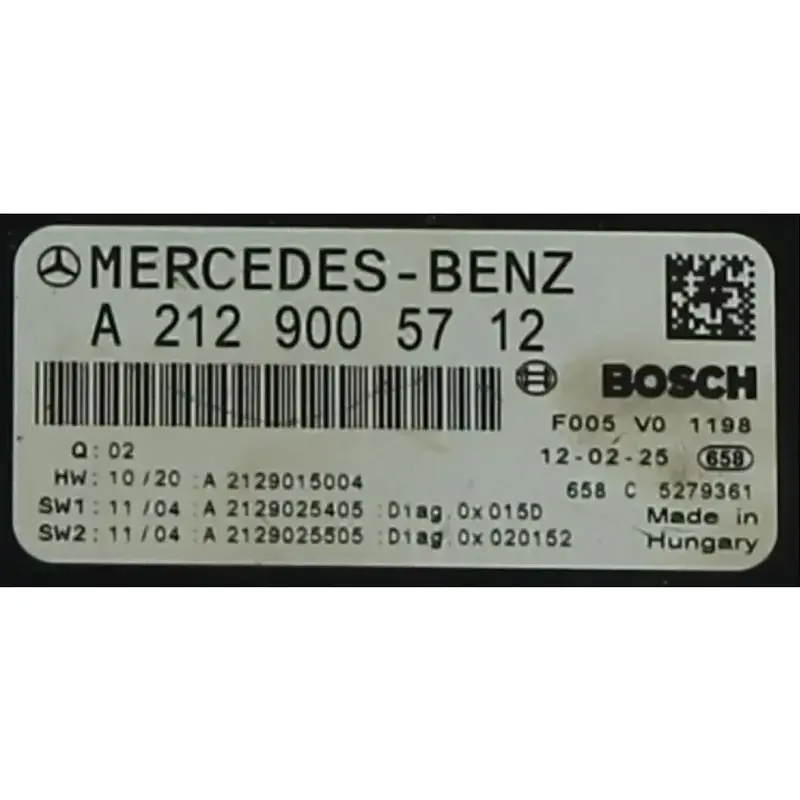 MERCEDES-BENZ
A 212 900 57 12
BOSCH
F005 V0 1198
Q: 02
12-02-25 658
HW: 10/20 :A 2129015004
658 C 5279361
SW1: 11/04 :A 2129025405 :Diag.0x015D
Made in
SW2: 11/04 :A 2129025505 :Diag.0x020152
Hungary